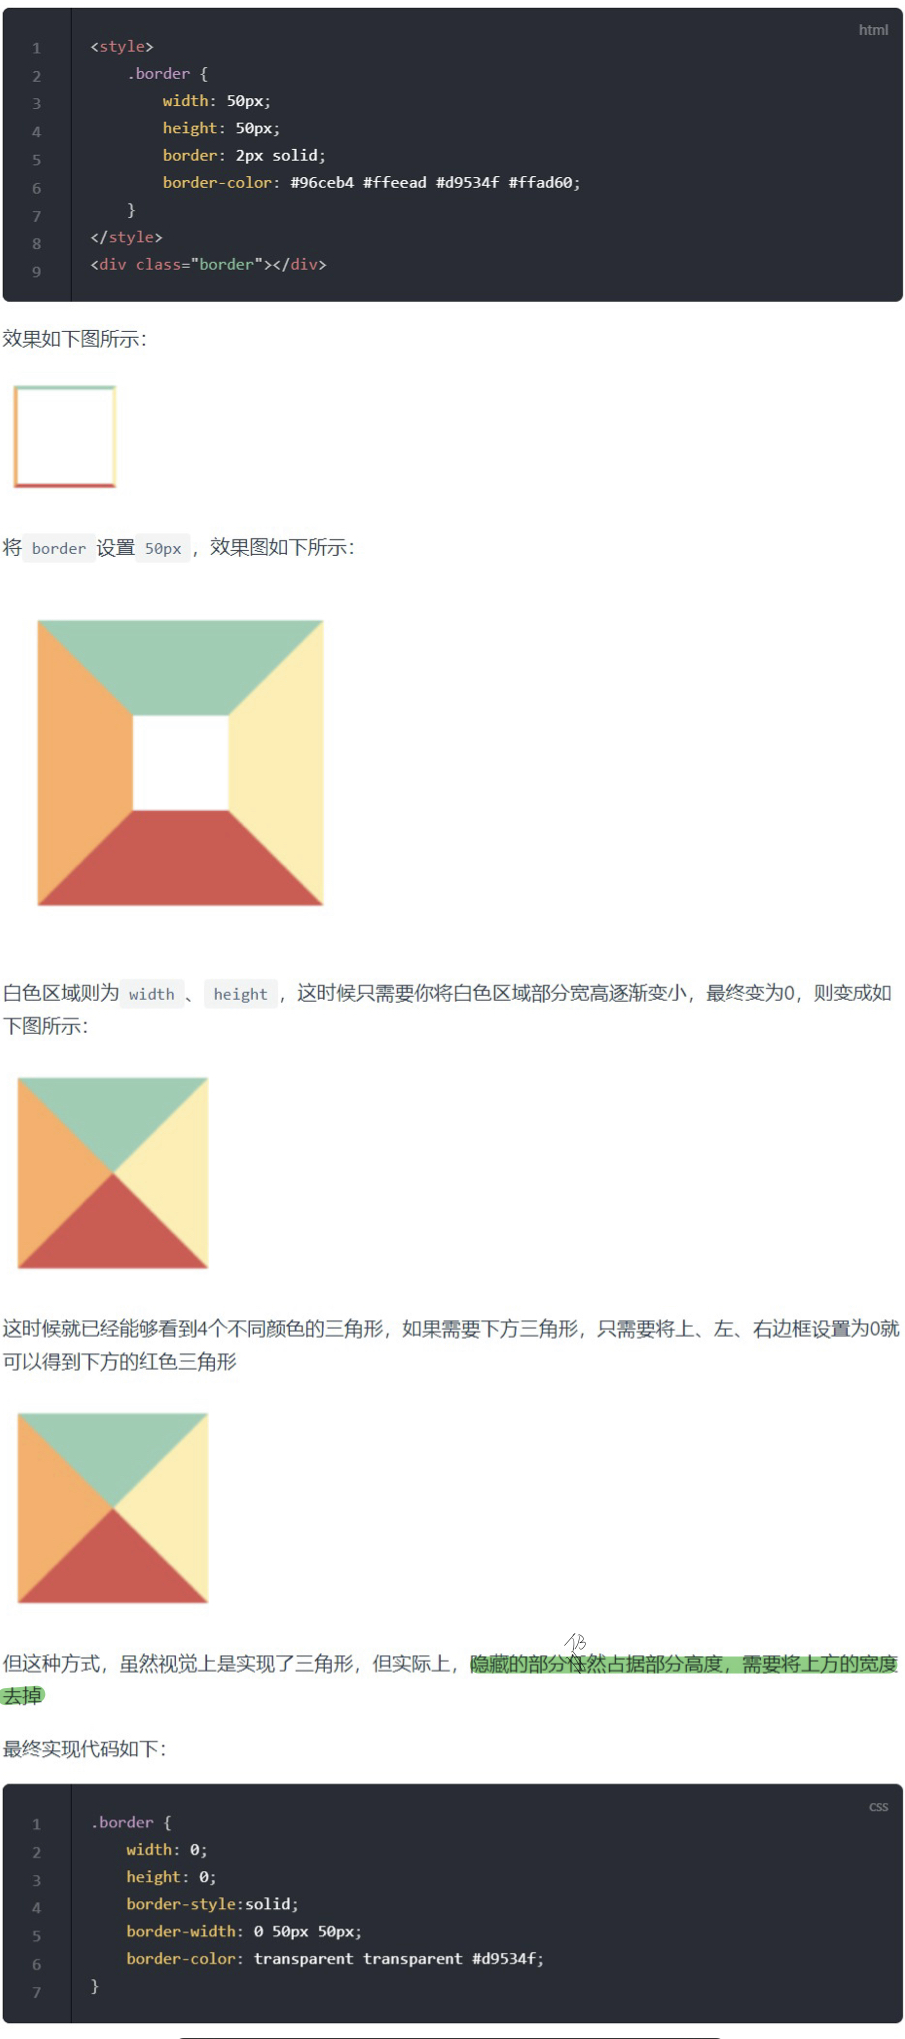 html
1 <style>
2 .border {
3 width: 50px;
4 height: 50px;
5 border: 2px solid;
6 border-color: #96ceb4 #ffeead #d9534f #ffad60;
7 }
8 </style>
9 <div class="border"></div>
效果如下图所示：
将 border 设置 50px ，效果图如下所示：
白色区域则为 width 、 height ，这时候只需要你将白色区域部分宽高逐渐变小，最终变为0，则变成如
下图所示：
这时候就已经能够看到4个不同颜色的三角形，如果需要下方三角形，只需要将上、左、右边框设置为0就
可以得到下方的红色三角形
仍
但这种方式，虽然视觉上是实现了三角形，但实际上，隐藏的部分任然占据部分高度，需要将上方的宽度
去掉
最终实现代码如下：
css
1 .border {
2 width: 0;
3 height: 0;
4 border-style:solid;
5 border-width: 0 50px 50px;
6 border-color: transparent transparent #d9534f;
7 }